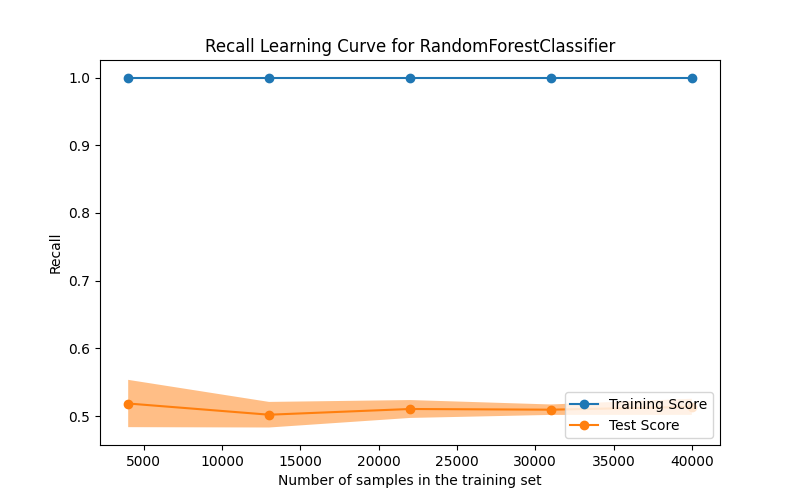 Recall Learning Curve for RandomForestClassifier
1.0
0.9
0.8
0.7
0.6
0.5
Recall
Training Score
Test Score
5000 10000 15000 20000 25000 30000 35000 40000
Number of samples in the training set